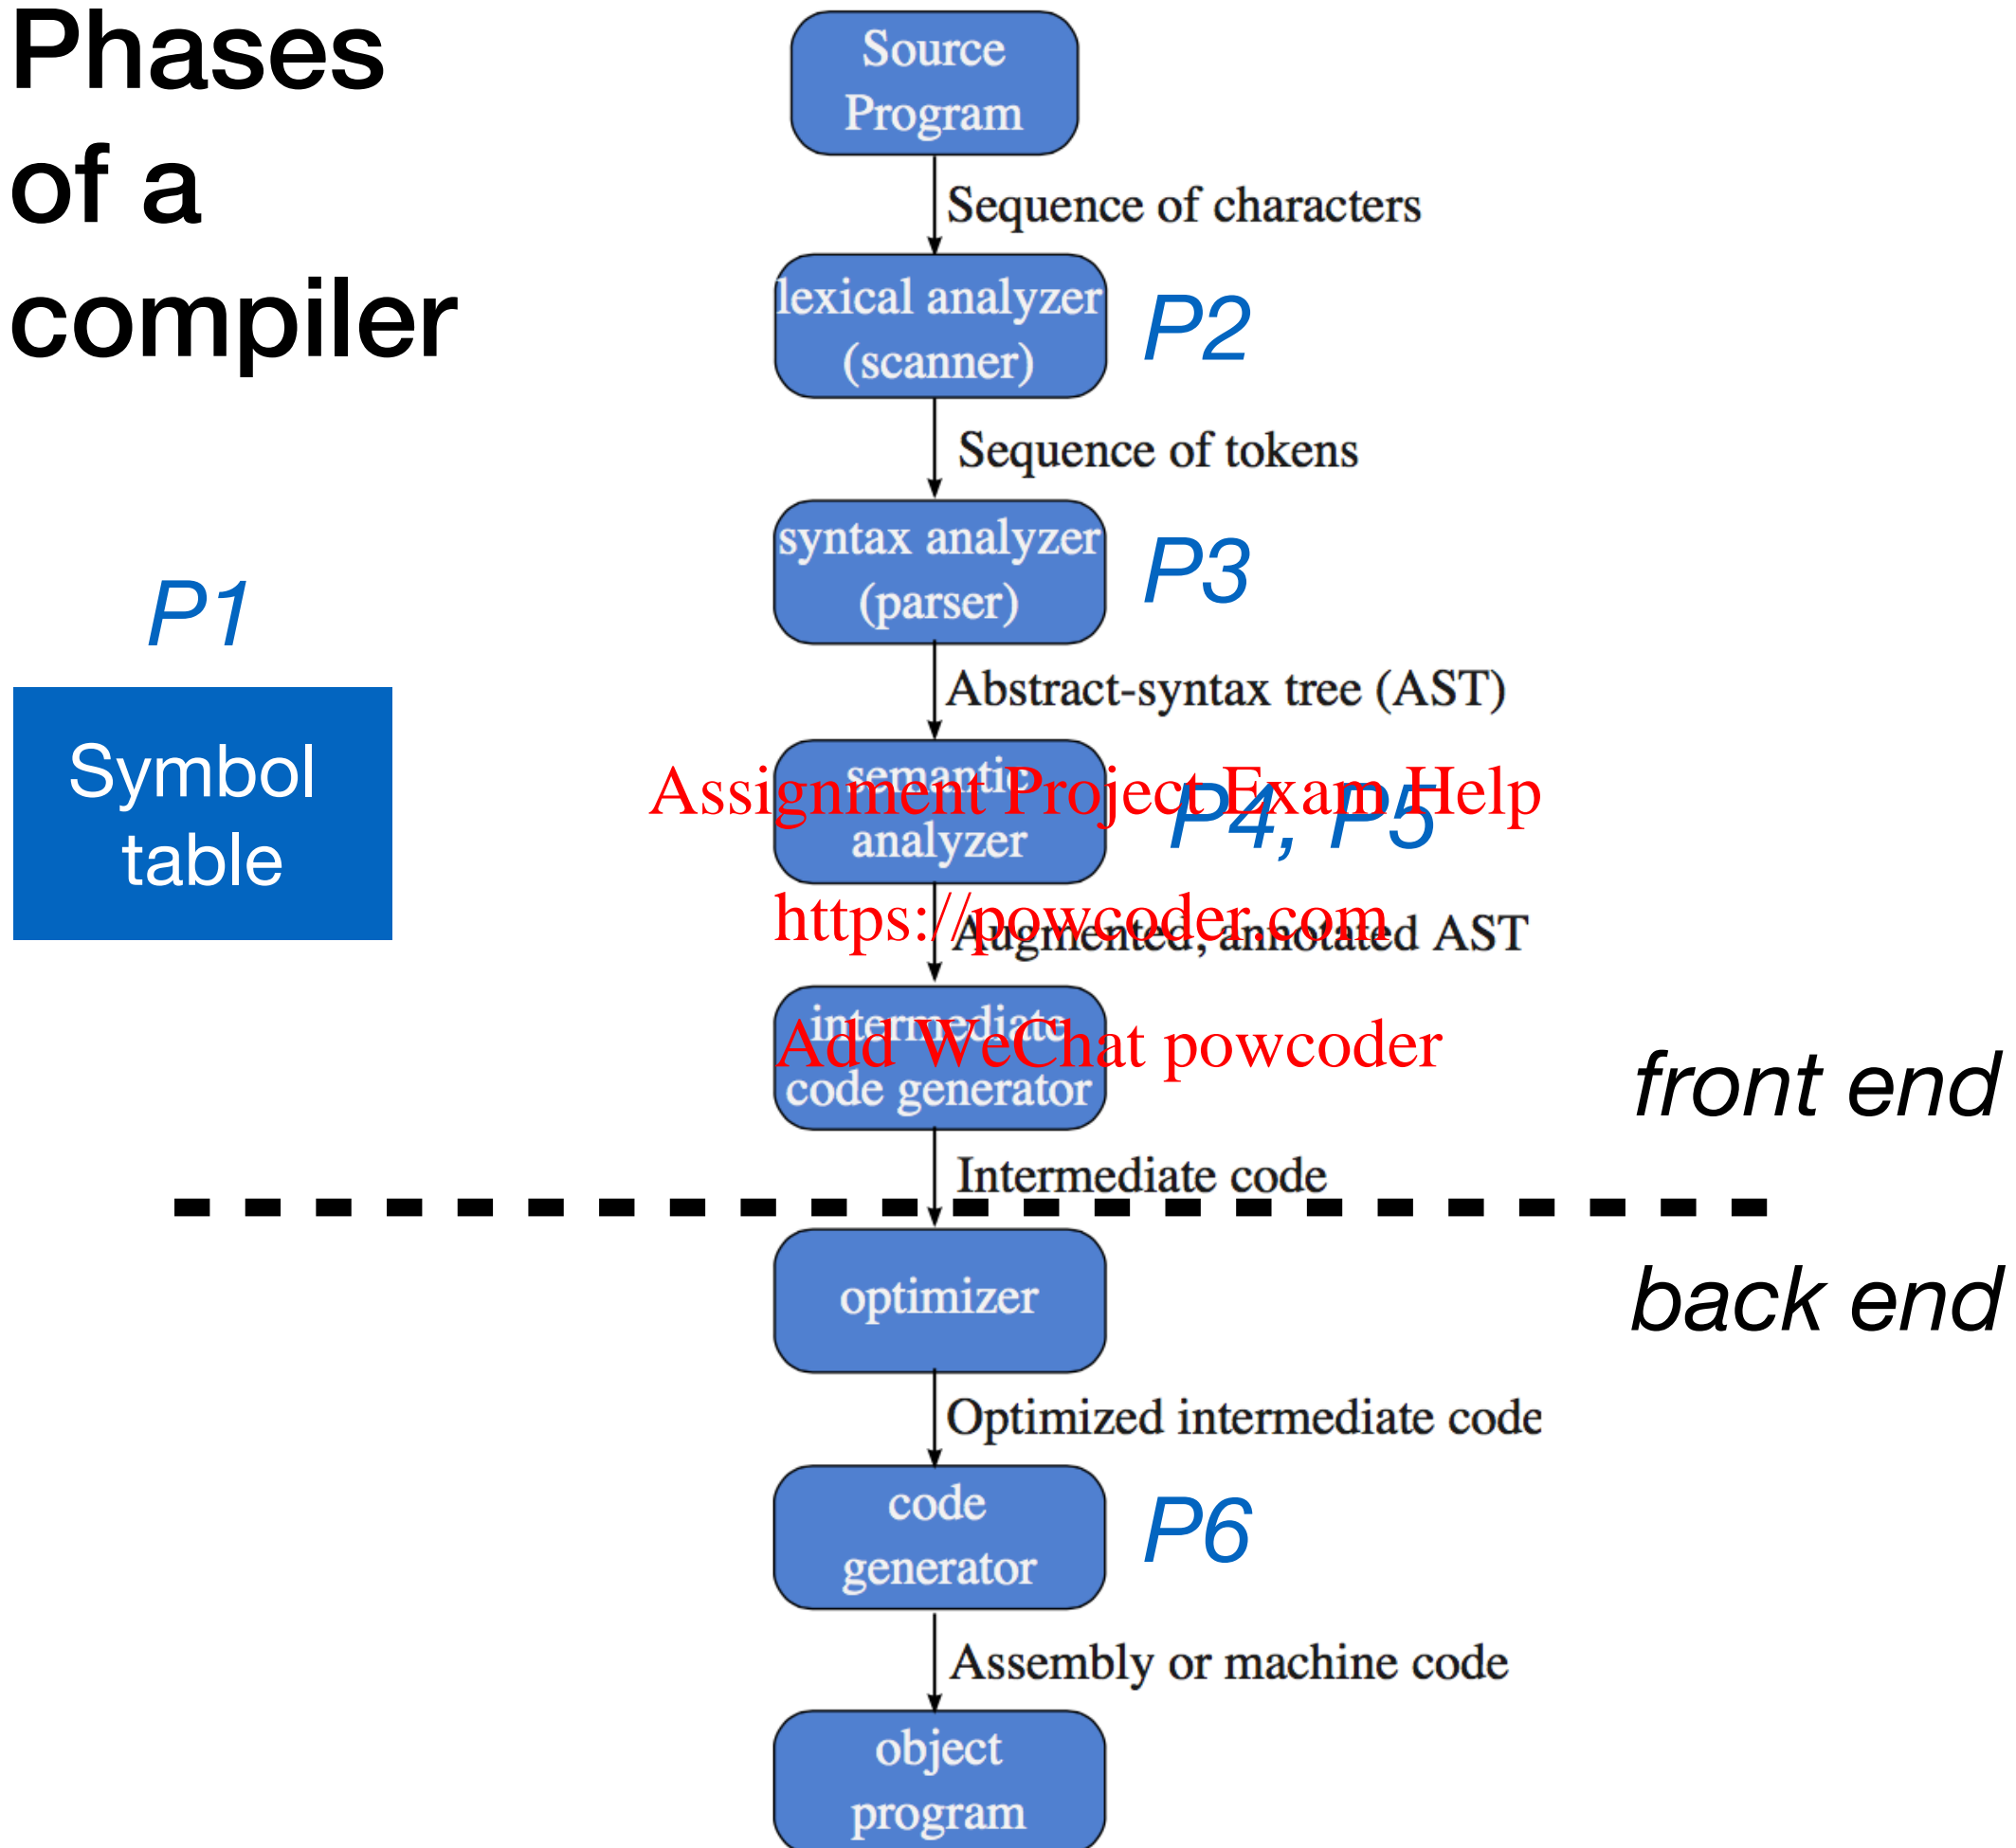 Phases
of a
compiler
Source
Program
Sequence of characters
lexical analyzer
(scanner)
P2
Sequence of tokens
syntax analyzer
(parser)
P3
P1
Symbol
table
Abstract-syntax tree (AST)
semantic
analyzer
Assignment Project Exam Help
P4, P5
https://powcoder.com
Augmented, annotated AST
intermediate
code generator
Add WeChat powcoder
front end
Intermediate code
optimizer
back end
Optimized intermediate code
code
generator
P6
Assembly or machine code
object
program